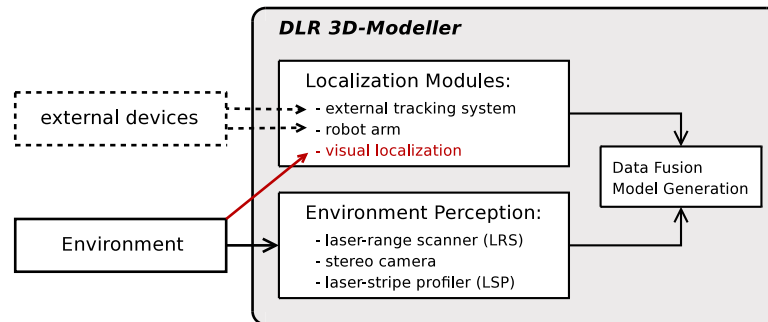 DLR 3D-Modeller
Localization Modules:
- external tracking system
- robot arm
- visual localization
external devices
Data Fusion
Model Generation
Environment
Environment Perception:
- laser-range scanner (LRS)
- stereo camera
- laser-stripe profiler (LSP)